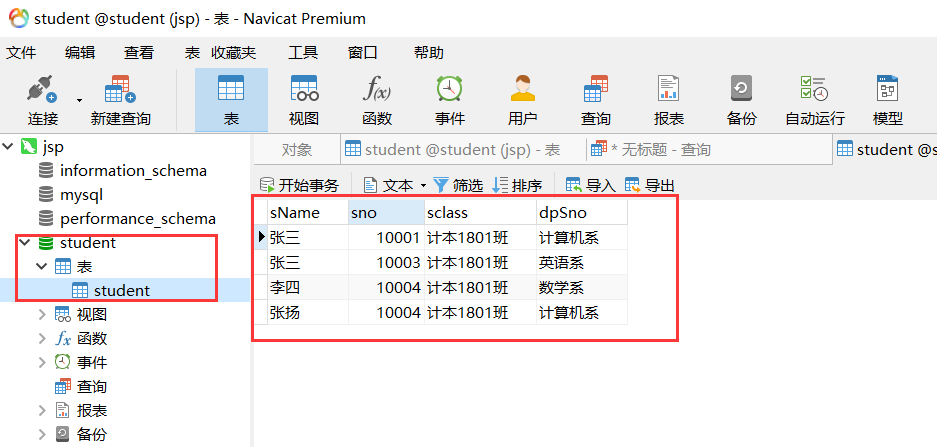 student @student (jsp) - 表 - Navicat Premium
文件 编辑 查看 表 收藏夹 工具 窗口 帮助
连接 新建查询 表 视图 函数 事件 用户 查询 报表 备份 自动运行 模型
对象 student @student (jsp) - 表 * 无标题 - 查询 student @s
开始事务 文本 筛选 排序 导入 导出
jsp
information_schema
mysql
performance_schema
student
表
student
视图
函数
事件
查询
报表
备份
sName sno sclass dpSno
张三 10001 计本1801班 计算机系
张三 10003 计本1801班 英语系
李四 10004 计本1801班 数学系
张扬 10004 计本1801班 计算机系